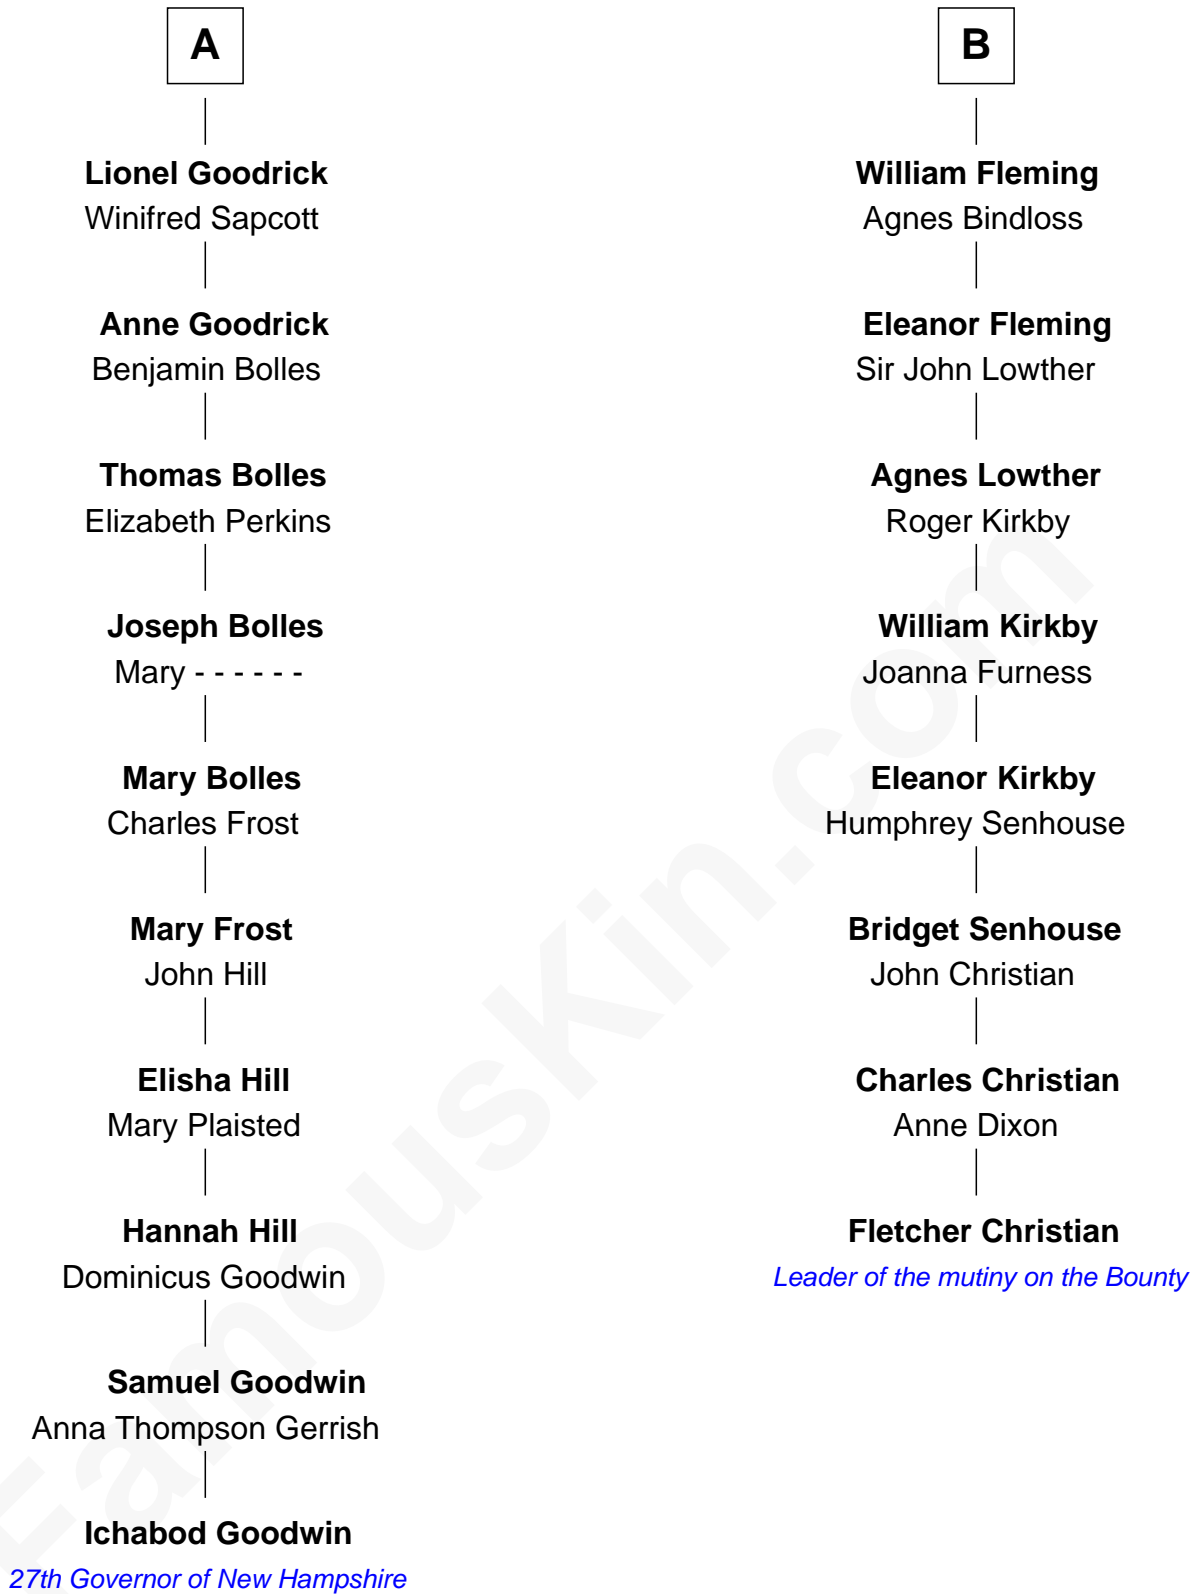 A
Lionel Goodrick
Winifred Sapcott
Anne Goodrick
Benjamin Bolles
Thomas Bolles
Elizabeth Perkins
Joseph Bolles
Mary - - - - - -
Mary Bolles
Charles Frost
Mary Frost
John Hill
Elisha Hill
Mary Plaisted
Hannah Hill
Dominicus Goodwin
Samuel Goodwin
Anna Thompson Gerrish
Ichabod Goodwin
27th Governor of New Hampshire
B
William Fleming
Agnes Bindloss
Eleanor Fleming
Sir John Lowther
Agnes Lowther
Roger Kirkby
William Kirkby
Joanna Furness
Eleanor Kirkby
Humphrey Senhouse
Bridget Senhouse
John Christian
Charles Christian
Anne Dixon
Fletcher Christian
Leader of the mutiny on the Bounty
FamousKin.com